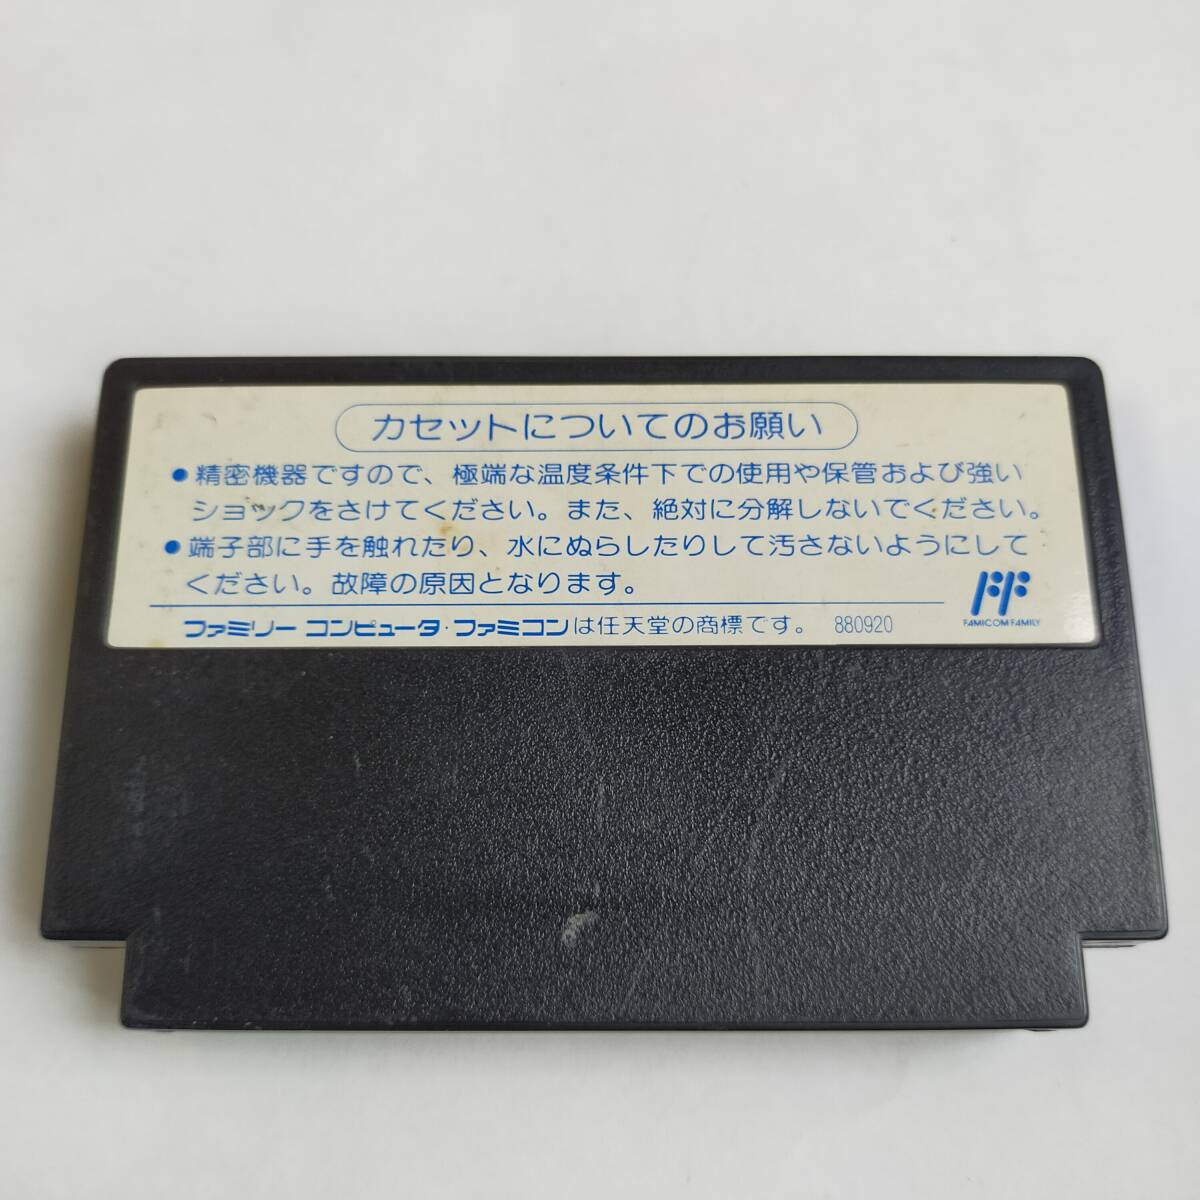 カセットについてのお願い
●精密機器ですので、極端な温度条件下での使用や保管および強い
ショックをさけてください。また、絶対に分解しないでください。
●端子部に手を触れたり、水にぬらしたりして汚さないようにして
ください。故障の原因となります。
FF
FAMICOM FAMILY
ファミリーコンピュータ・ファミコンは任天堂の商標です。 880920